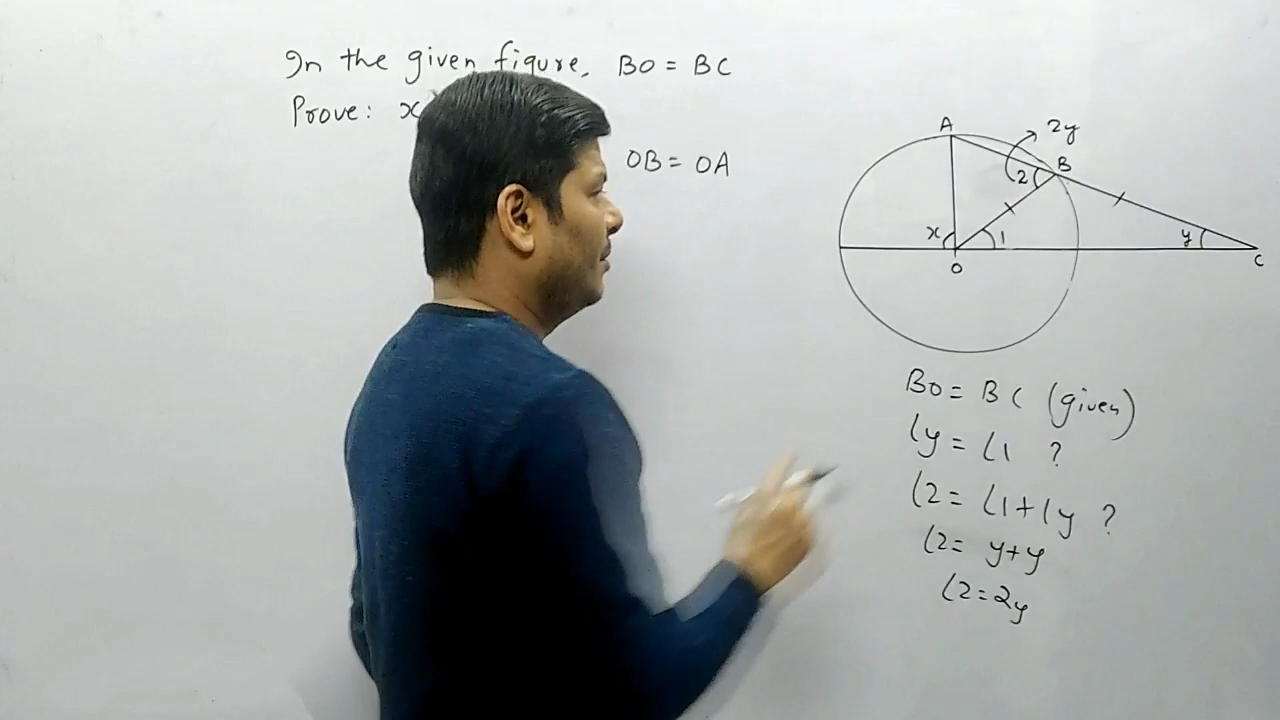 In the given figure, BO = BC
Prove: x
OB = OA
A
2y
B
2
x
1
y
O
C
BO = BC (given)
∠y = ∠1 ?
∠2 = ∠1+∠y ?
∠2= y+y
∠2=2y